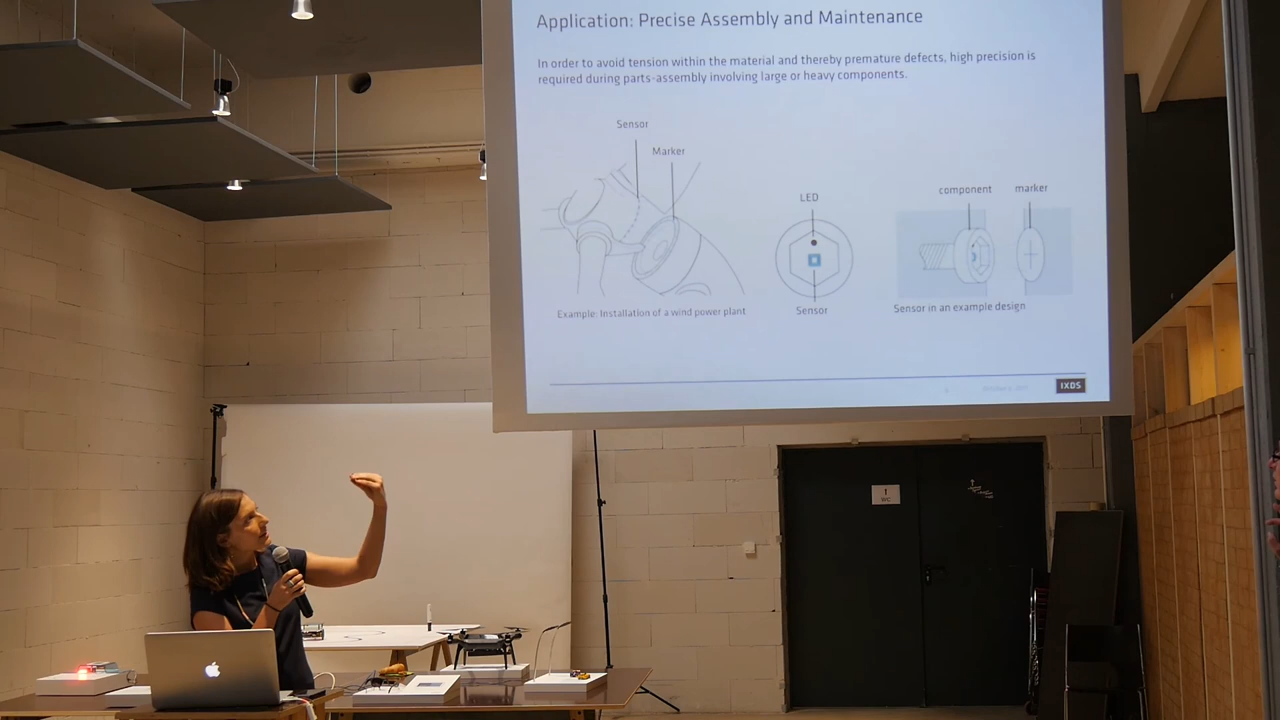 Application: Precise Assembly and Maintenance
In order to avoid tension within the material and thereby premature defects, high precision is
required during parts-assembly involving large or heavy components.
Sensor
Marker
LED
component
marker
Example: Installation of a wind power plant
Sensor
Sensor in an example design
IXDS
WC